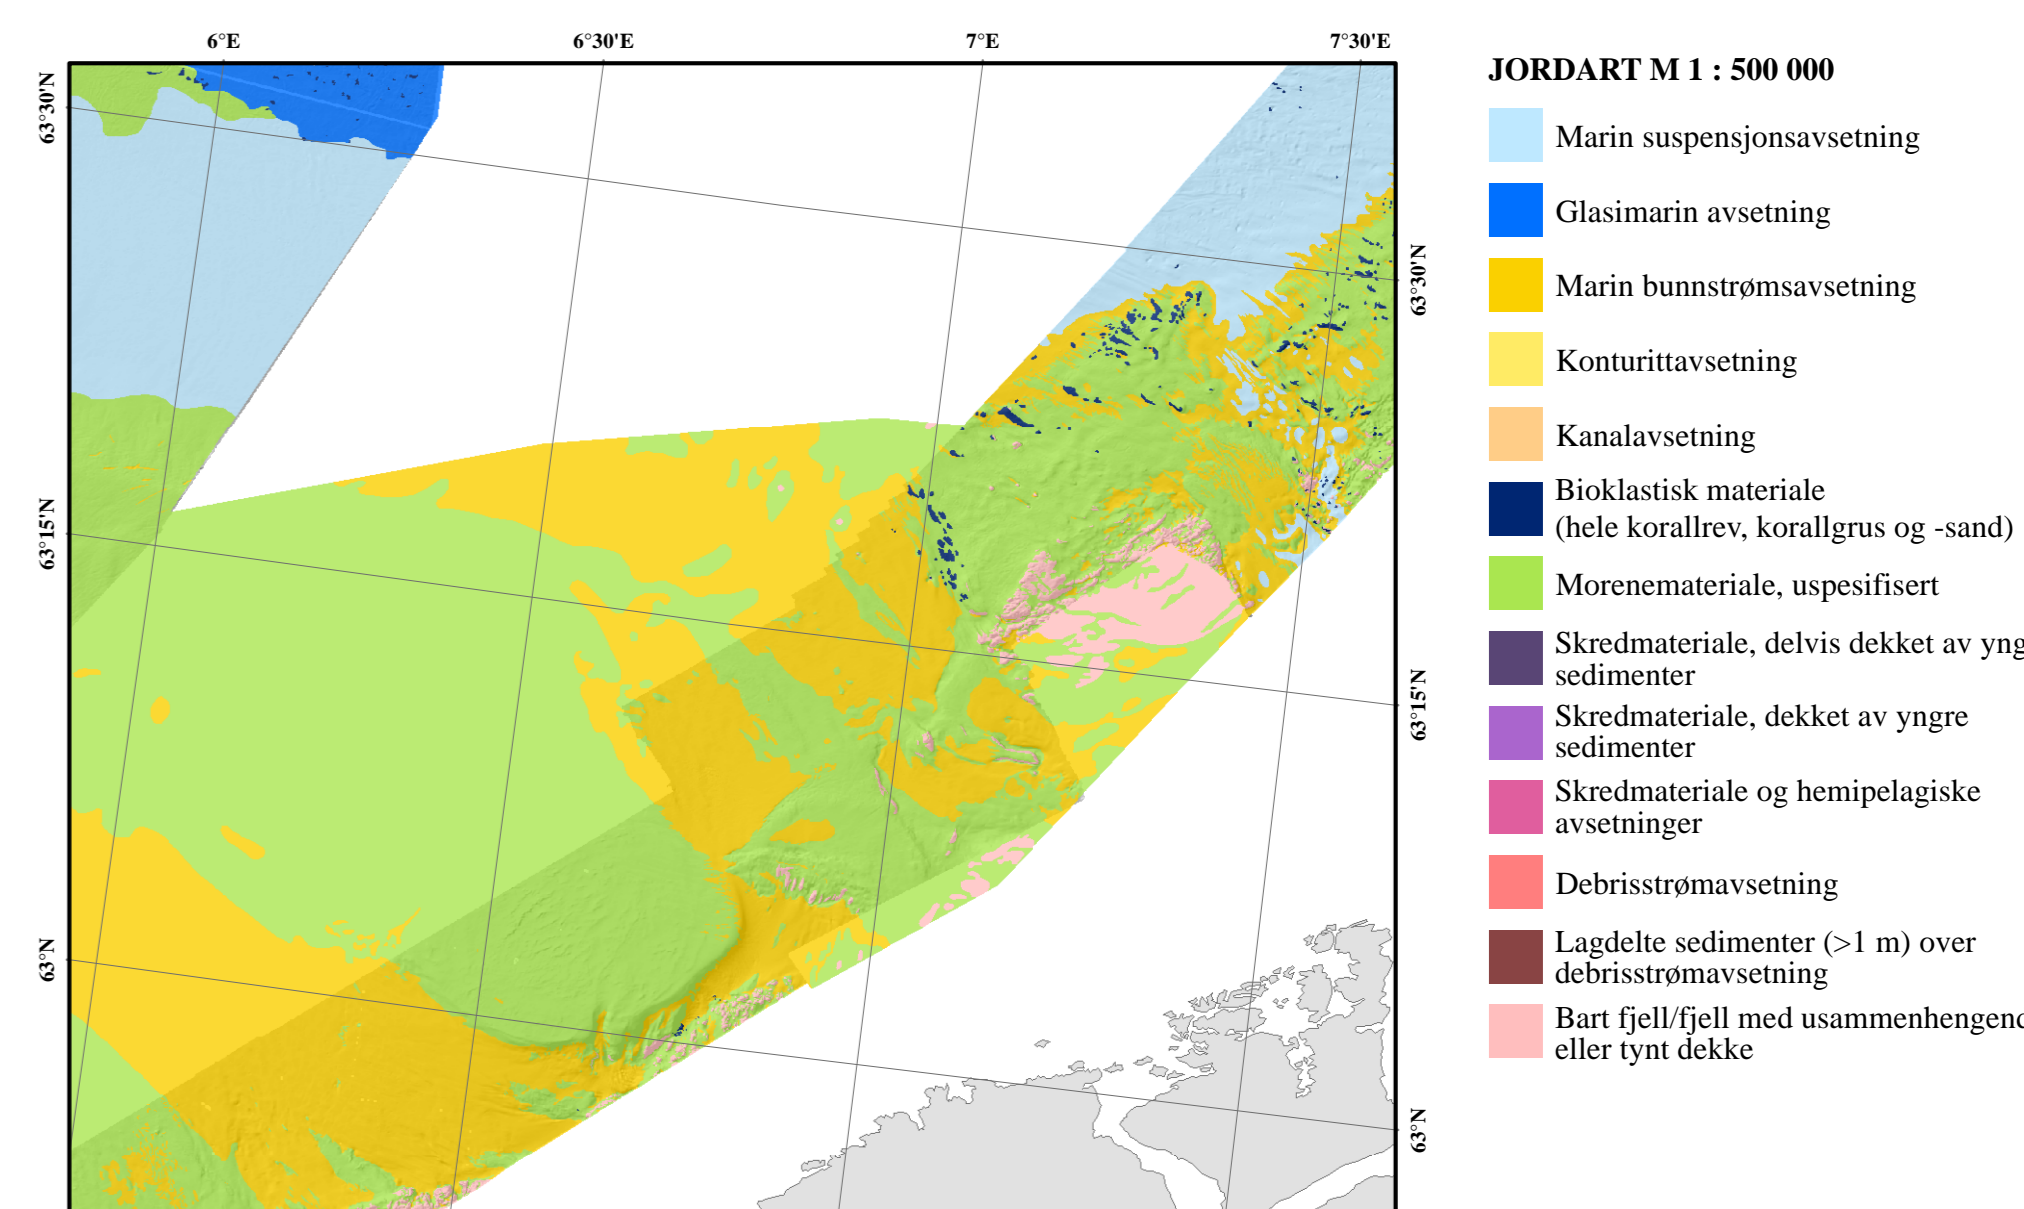 6°E
6°30'E
7°E
7°30'E
63°30'N
63°15'N
63°N
63°30'N
63°15'N
63°N
JORDART M 1 : 500 000
Marin suspensjonsavsetning
Glasimarin avsetning
Marin bunnstrømsavsetning
Konturittavsetning
Kanalavsetning
Bioklastisk materiale
(hele korallrev, korallgrus og -sand)
Morenemateriale, uspesifisert
Skredmateriale, delvis dekket av
sedimenter
Skredmateriale, dekket av yngre
sedimenter
Skredmateriale og hemipelagiske
avsetninger
Debrisstrømavsetning
Lagdelte sedimenter (>1 m) over
debrisstrømavsetning
Bart fjell/fjell med
eller tynt dekke